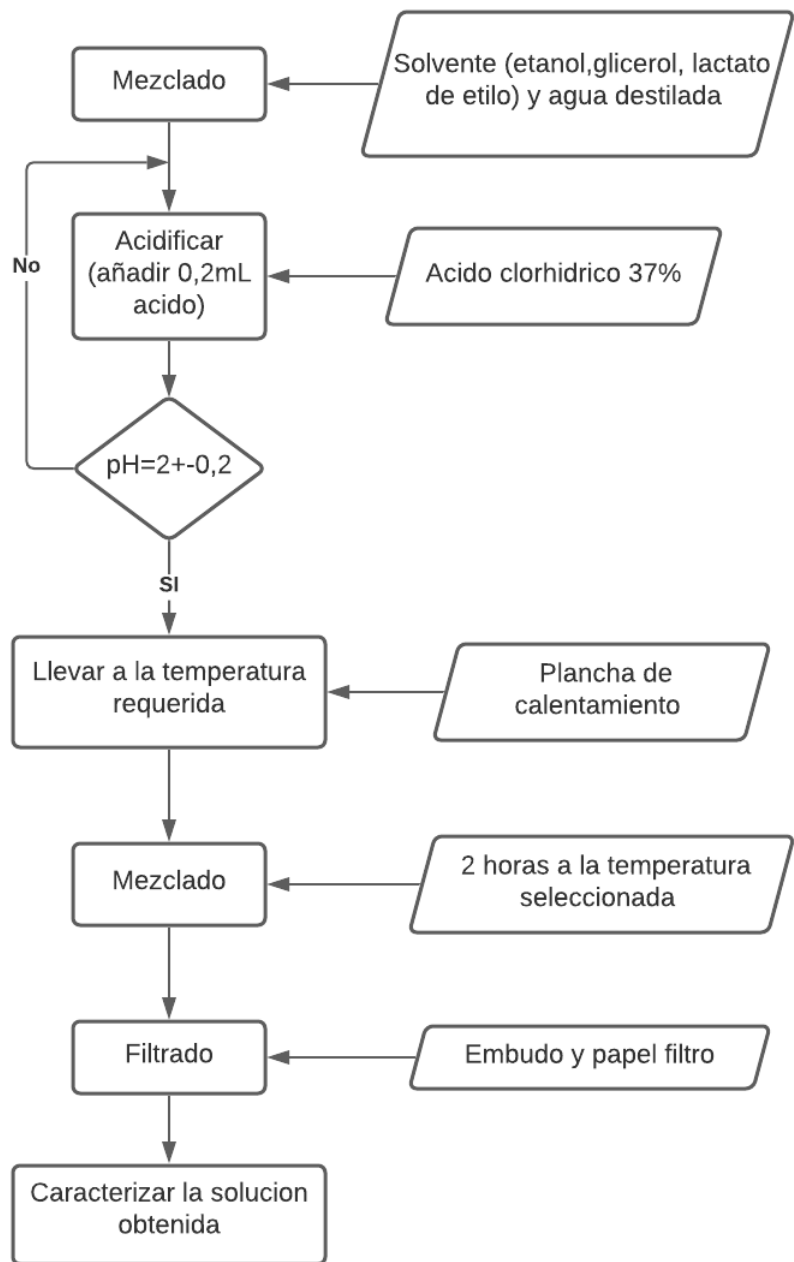 Mezclado
Solvente (etanol,glicerol, lactato
de etilo) y agua destilada
No
Acidificar
(añadir 0,2mL
acido)
Acido clorhidrico 37%
pH=2+-0,2
SI
Llevar a la temperatura
requerida
Plancha de
calentamiento
Mezclado
2 horas a la temperatura
seleccionada
Filtrado
Embudo y papel filtro
Caracterizar la solucion
obtenida